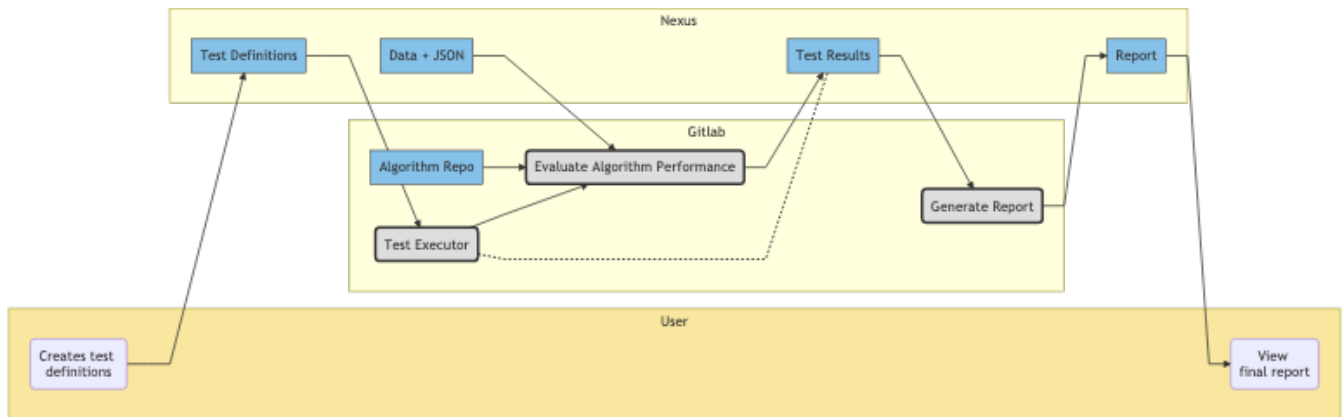 Nexus
Test Definitions
Data + JSON
Test Results
Report
Gitlab
Algorithm Repo
Evaluate Algorithm Performance
Generate Report
Test Executor
User
Creates test
definitions
View
final report